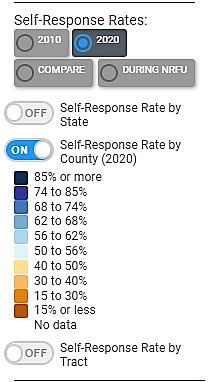 Self-Response Rates:
2010
2020
COMPARE
DURING NRFU
OFF
Self-Response Rate by
State
ON
Self-Response Rate by
County (2020)
85% or more
74 to 85%
68 to 74%
62 to 68%
56 to 62%
50 to 56%
40 to 50%
30 to 40%
15 to 30%
15% or less
No data
OFF
Self-Response Rate by
Tract